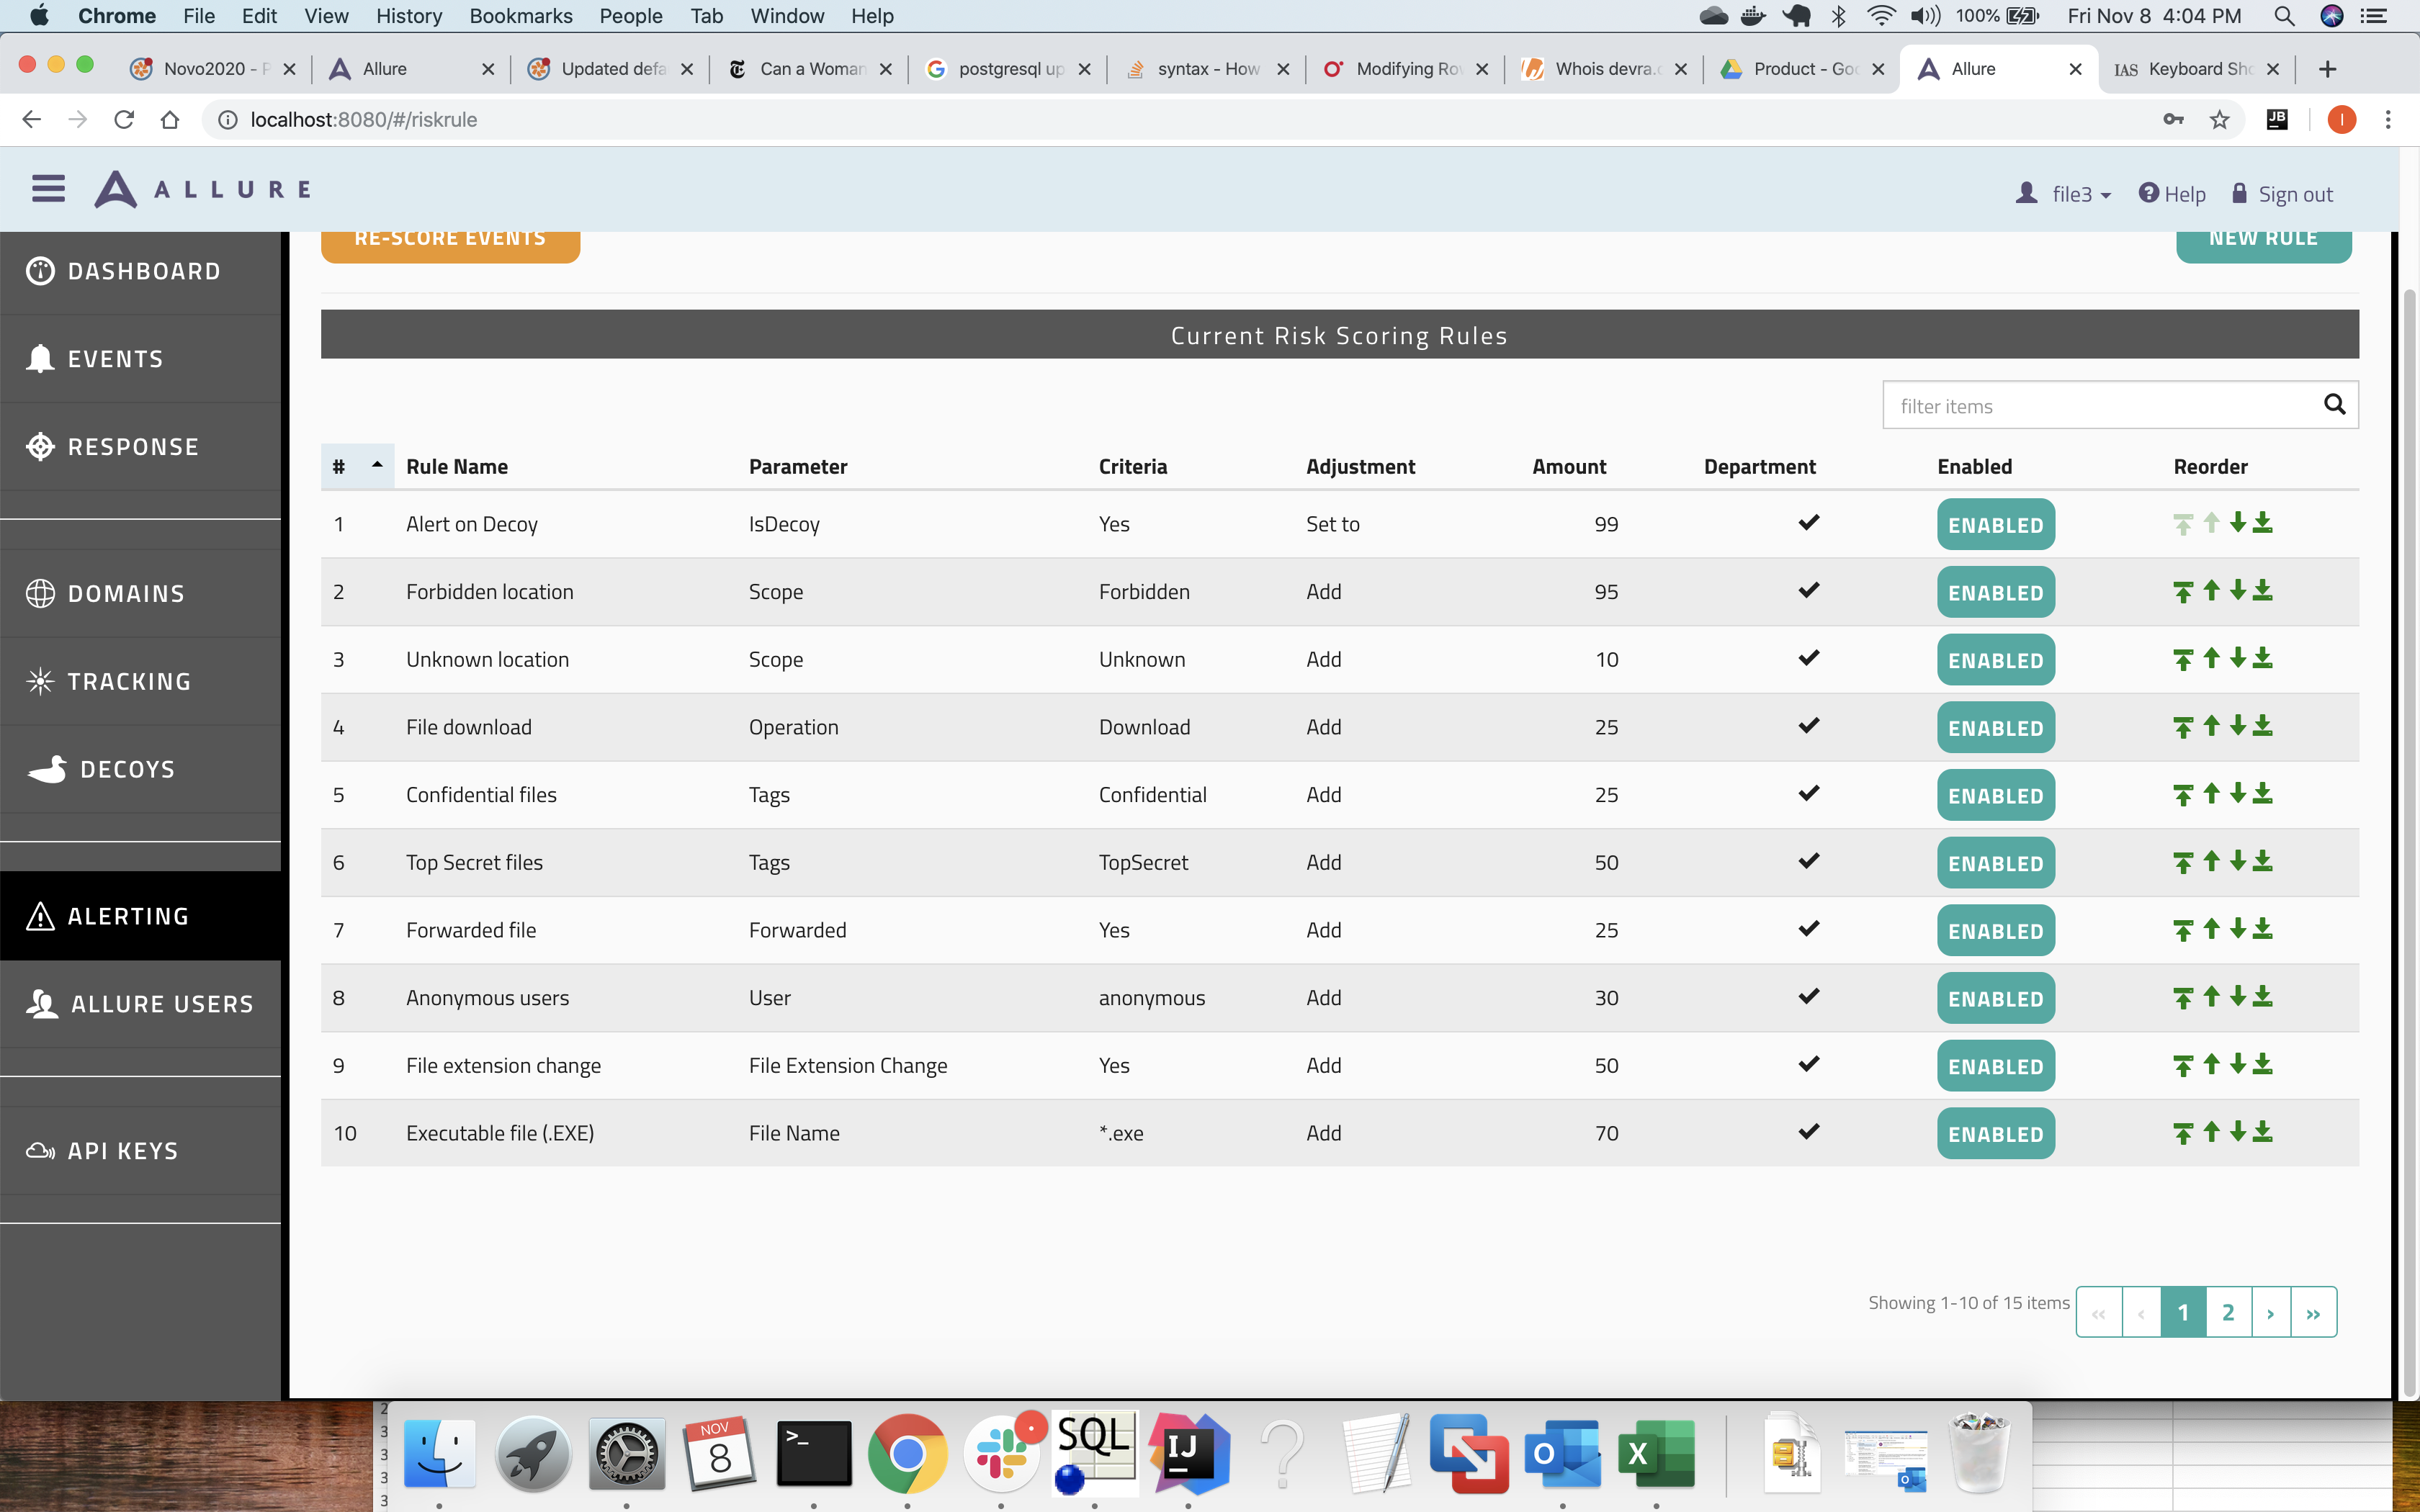 Chrome File Edit View History Bookmarks People Tab Window Help 100% Fri Nov 8 4:04 PM
Novo2020 - Allure Updated defa Can a Woman postgresql up syntax - How Modifying Ro Whois devra. Product - Goo Allure IAS Keyboard Sho
localhost:8080/#/riskrule JB I
ALLURE file3 Help Sign out
RE-SCORE EVENTS NEW RULE
DASHBOARD
EVENTS
RESPONSE
DOMAINS
TRACKING
DECOYS
ALERTING
ALLURE USERS
API KEYS
Current Risk Scoring Rules
filter items
# Rule Name Parameter Criteria Adjustment Amount Department Enabled Reorder
1 Alert on Decoy IsDecoy Yes Set to 99 ENABLED
2 Forbidden location Scope Forbidden Add 95 ENABLED
3 Unknown location Scope Unknown Add 10 ENABLED
4 File download Operation Download Add 25 ENABLED
5 Confidential files Tags Confidential Add 25 ENABLED
6 Top Secret files Tags TopSecret Add 50 ENABLED
7 Forwarded file Forwarded Yes Add 25 ENABLED
8 Anonymous users User anonymous Add 30 ENABLED
9 File extension change File Extension Change Yes Add 50 ENABLED
10 Executable file (.EXE) File Name *.exe Add 70 ENABLED
Showing 1-10 of 15 items « ‹ 1 2 › »
NOV
8
>_
SQL
IJ
?
O
X